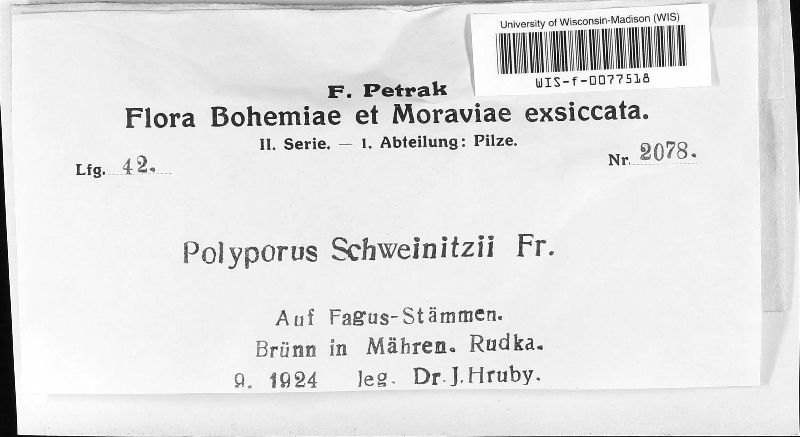 University of Wisconsin-Madison (WIS)
WIS-f-0077518
F. Petrak
Flora Bohemiae et Moraviae exsiccata.
II. Serie. — 1. Abteilung: Pilze.
Lfg. 42.
Nr. 2078.
Polyporus Schweinitzii Fr.
Auf Fagus-Stämmen.
Brünn in Mähren. Rudka.
9. 1924 leg. Dr. J. Hruby.